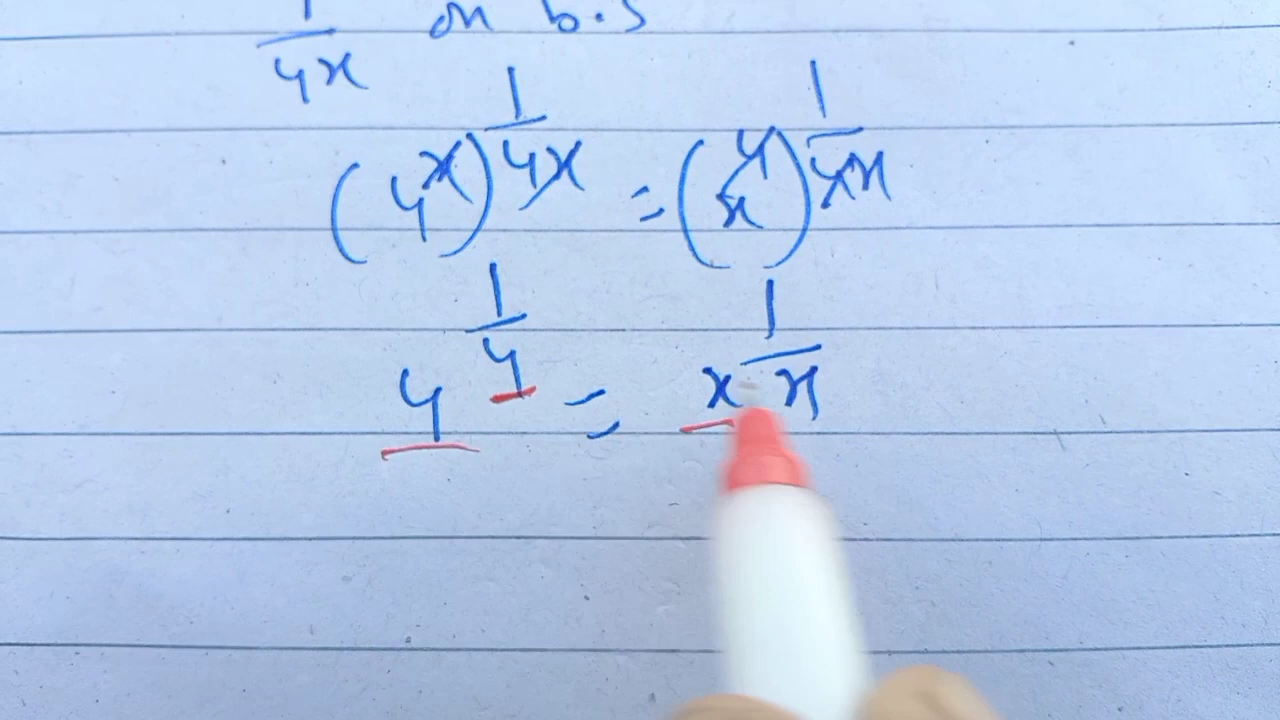 1/4x on b.s
(4^x)^(1/4x) = (x^4)^(1/4x)
4^(1/4) = x^(1/x)